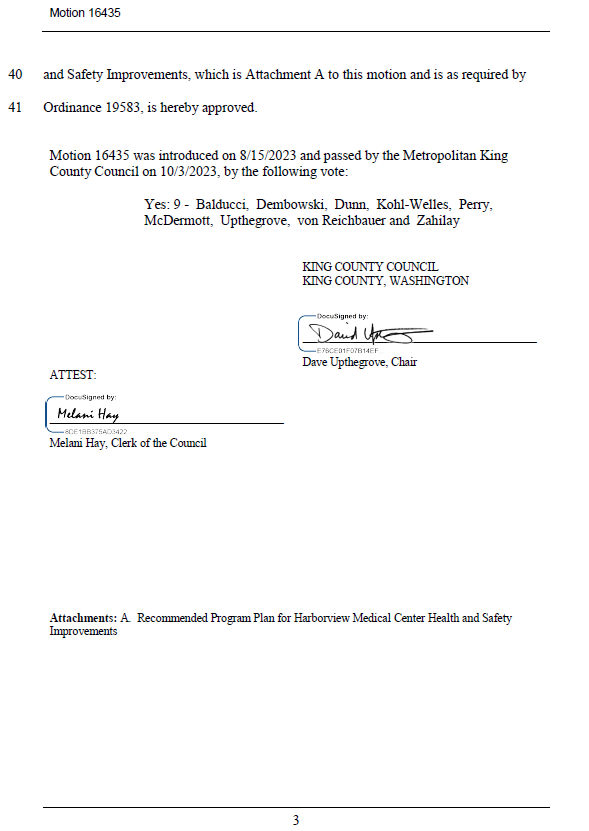 Motion 16435
40 and Safety Improvements, which is Attachment A to this motion and is as required by
41 Ordinance 19583, is hereby approved.
Motion 16435 was introduced on 8/15/2023 and passed by the Metropolitan King
County Council on 10/3/2023, by the following vote:
Yes: 9 - Balducci, Dembowski, Dunn, Kohl-Welles, Perry,
McDermott, Upthegrove, von Reichbauer and Zahilay
KING COUNTY COUNCIL
KING COUNTY, WASHINGTON
DocuSigned by:
E76CE01F07B14EF...
Dave Upthegrove, Chair
ATTEST:
DocuSigned by:
Melani Hay
8DE1BB375AD3422...
Melani Hay, Clerk of the Council
Attachments: A. Recommended Program Plan for Harborview Medical Center Health and Safety
Improvements
3